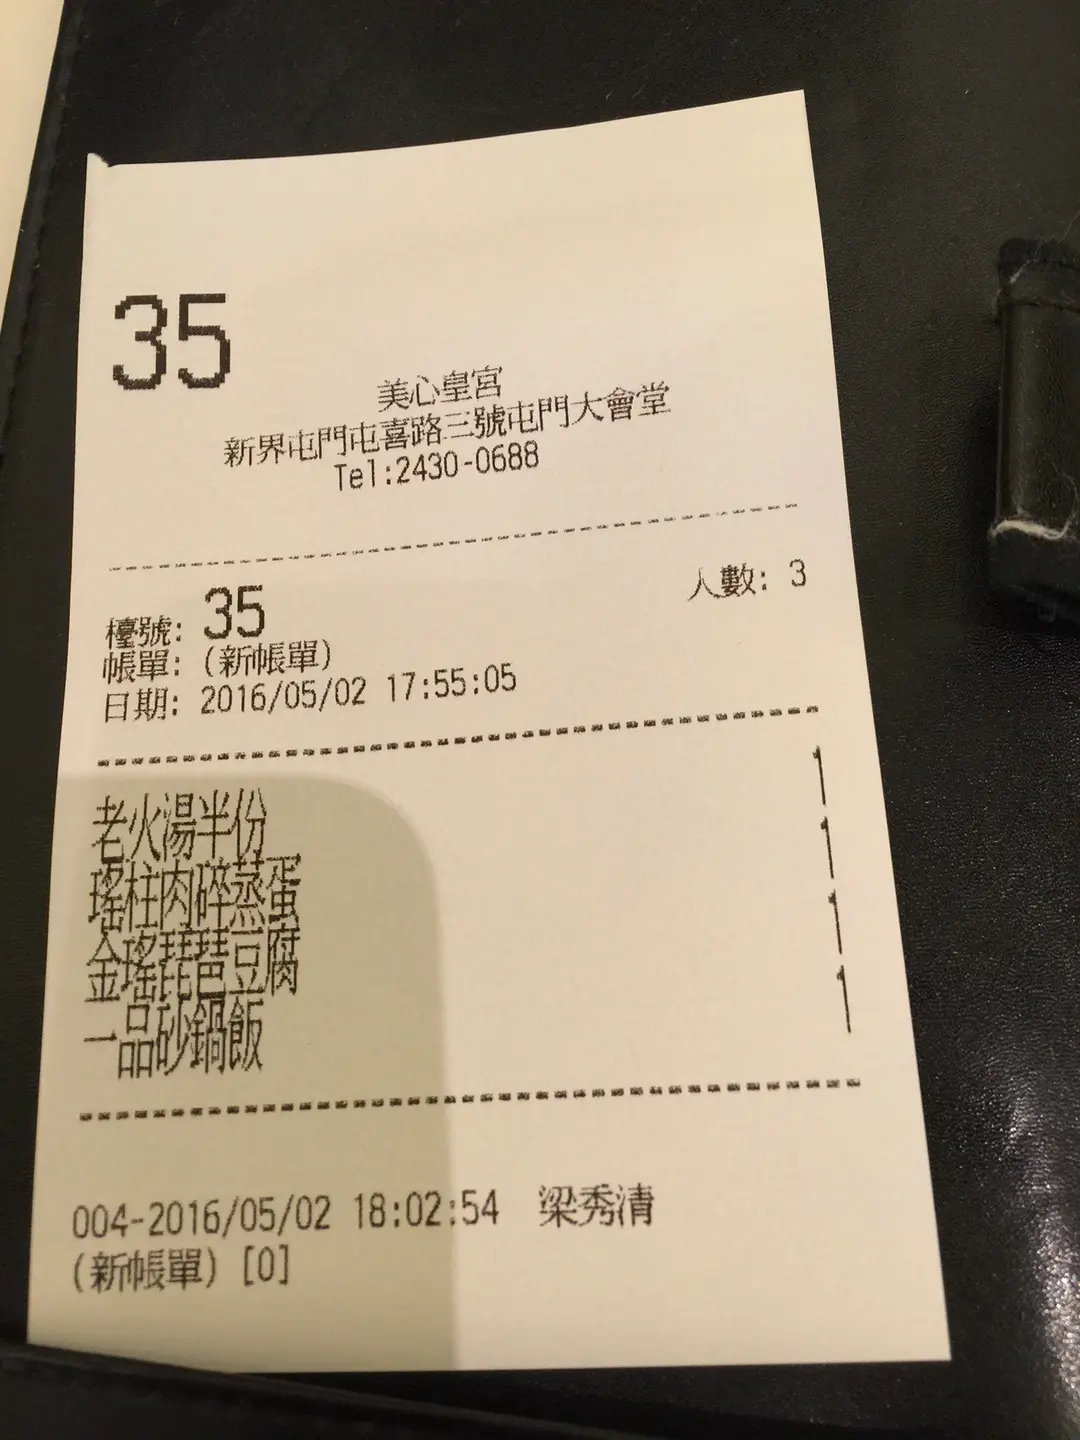 35
美心皇宮
新界屯門屯喜路三號屯門大會堂
Tel:2430-0688
檯號: 35 人數: 3
帳單: (新帳單)
日期: 2016/05/02 17:55:05
老火湯半份 1
瑤柱肉碎蒸蛋 1
金瑤琵琶豆腐 1
一品砂鍋飯 1
004-2016/05/02 18:02:54 梁秀清
(新帳單) [0]